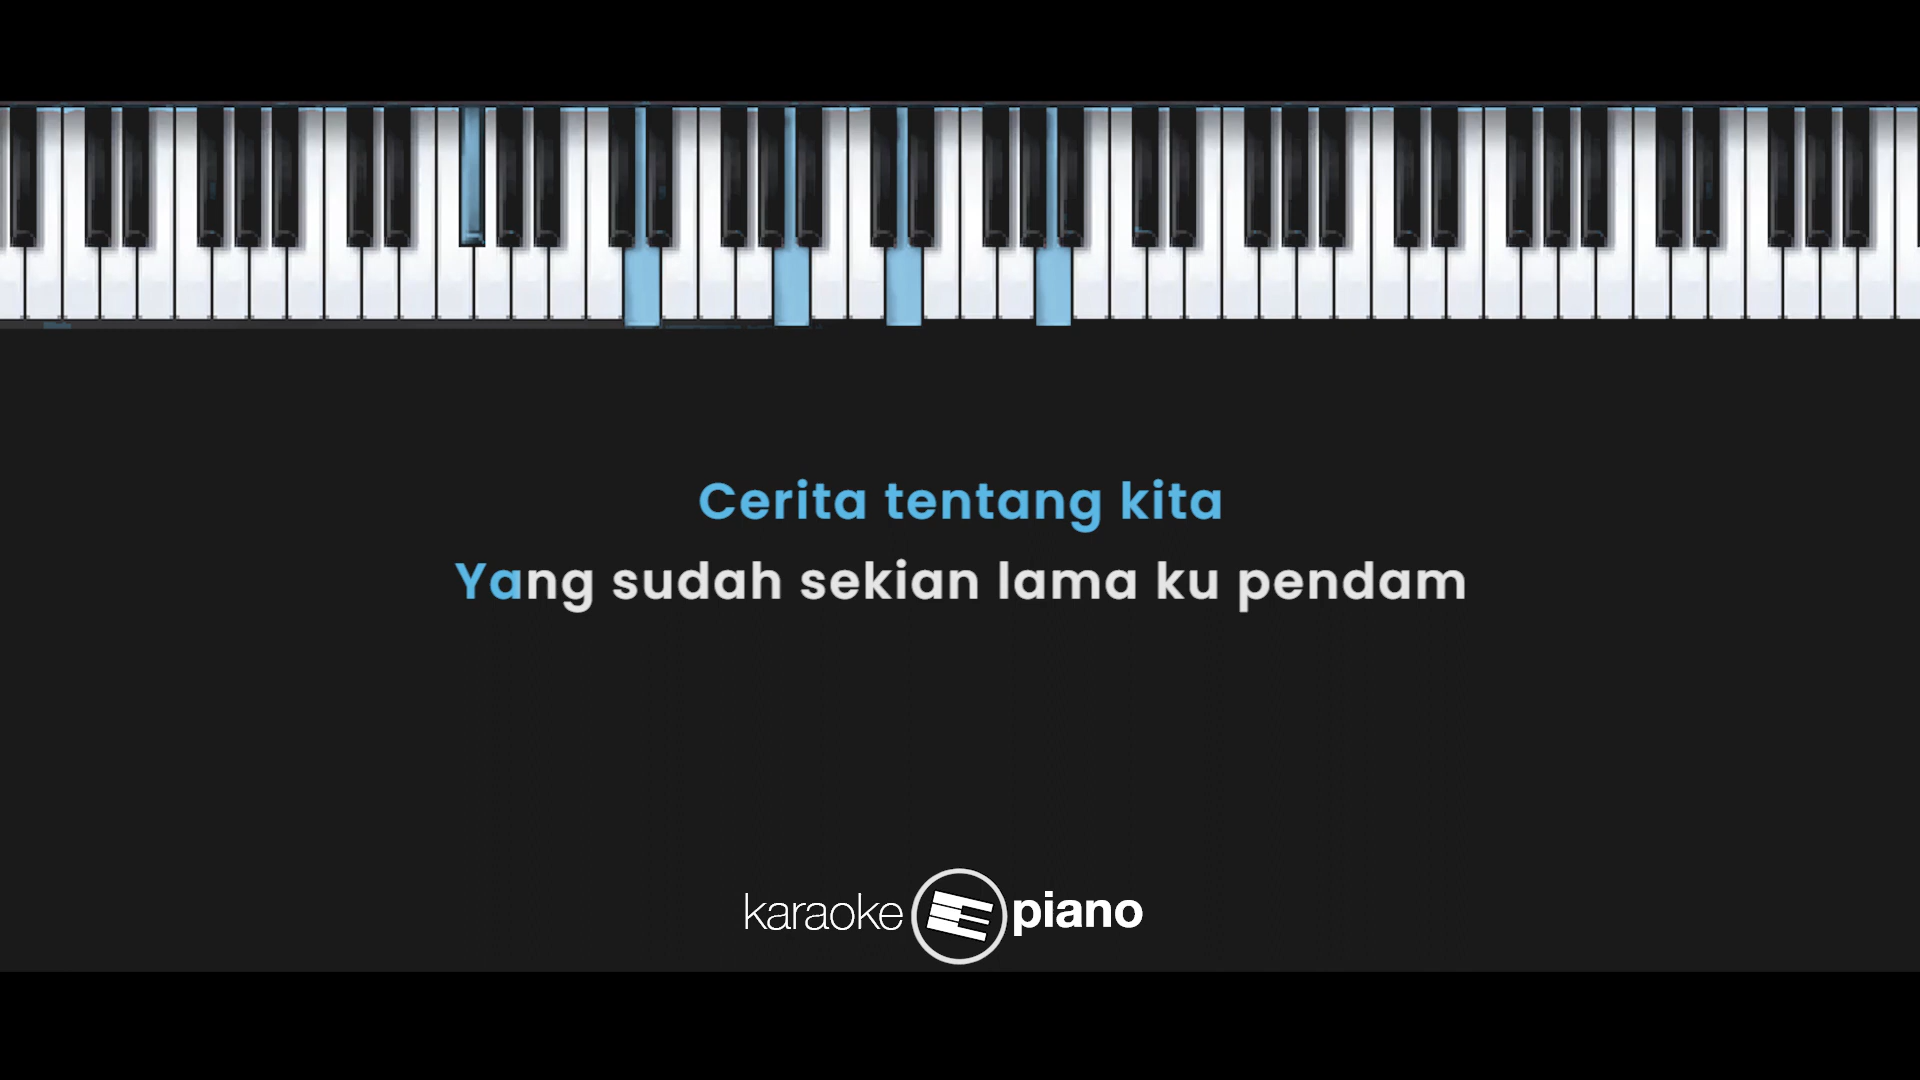 Cerita tentang kita
Yang sudah sekian lama ku pendam
karaoke piano